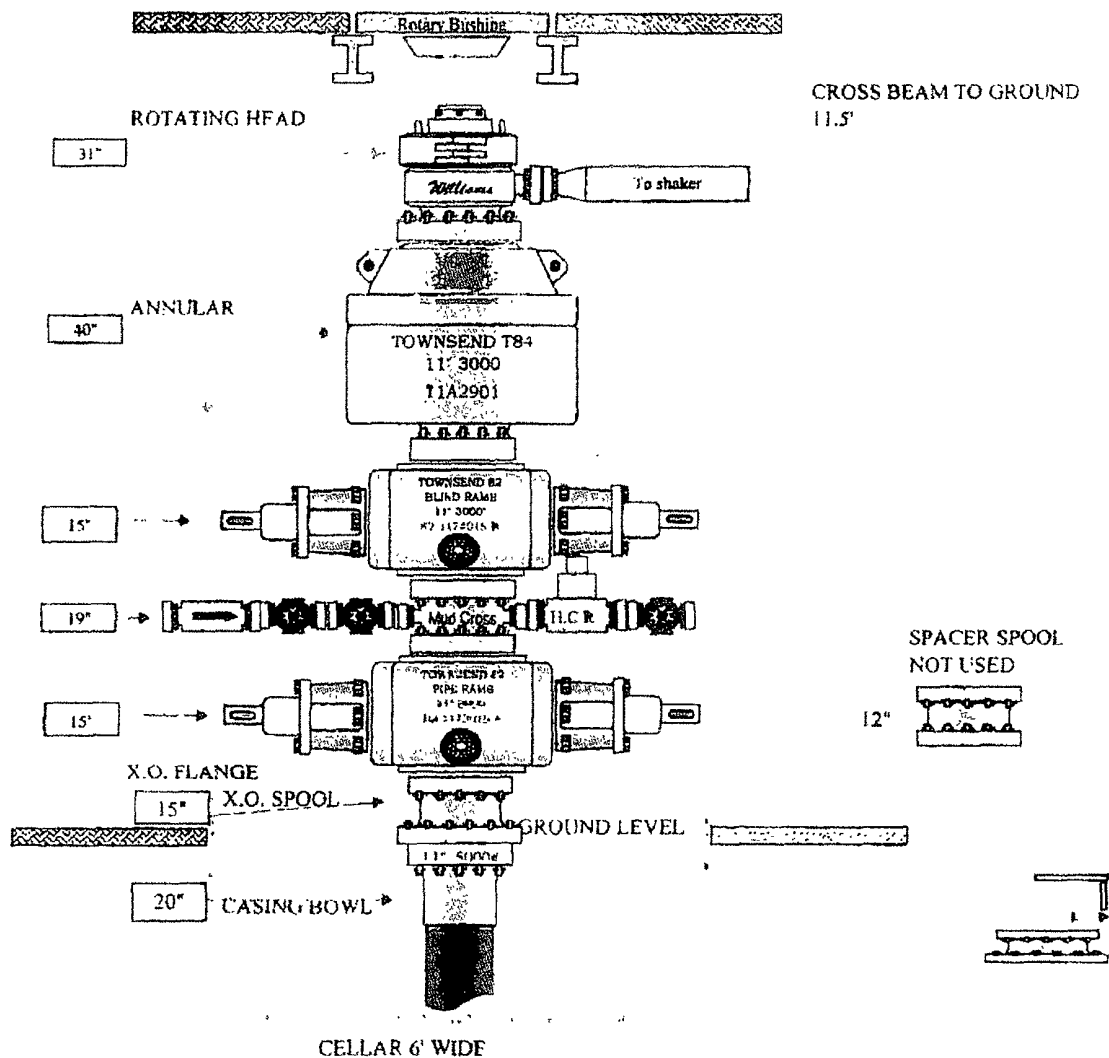 Rotary Bushing
CROSS BEAM TO GROUND
11.5'
ROTATING HEAD
31"
Williams
To shaker
ANNULAR
40"
TOWNSEND T84
11" 3000
T1A2901
15"
TOWNSEND 82
BLIND RAMS
11" 3000
19"
Mud Cross
H.C.R.
SPACER SPOOL
NOT USED
12"
15'
PIPE RAMS
X.O. FLANGE
15"
X.O. SPOOL
GROUND LEVEL
11" 5000#
20"
CASING BOWL
CELLAR 6' WIDE